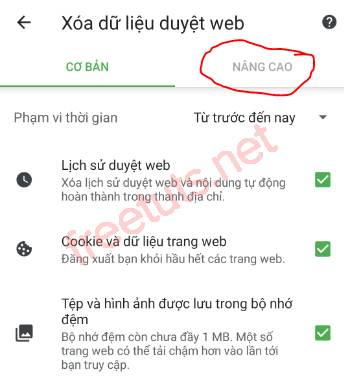 Xóa dữ liệu duyệt web
CƠ BẢN
NÂNG CAO
Phạm vi thời gian
Từ trước đến nay
Lịch sử duyệt web
Xóa lịch sử duyệt web và nội dung tự động
hoàn thành trong thanh địa chỉ.
Cookie và dữ liệu trang web
Đăng xuất bạn khỏi hầu hết các trang web.
Tệp và hình ảnh được lưu trong bộ nhớ
đệm
Bộ nhớ đệm còn chưa đầy 1 MB. Một số
trang web có thể tải chậm hơn vào lần tới
bạn truy cập.
freetuts.net